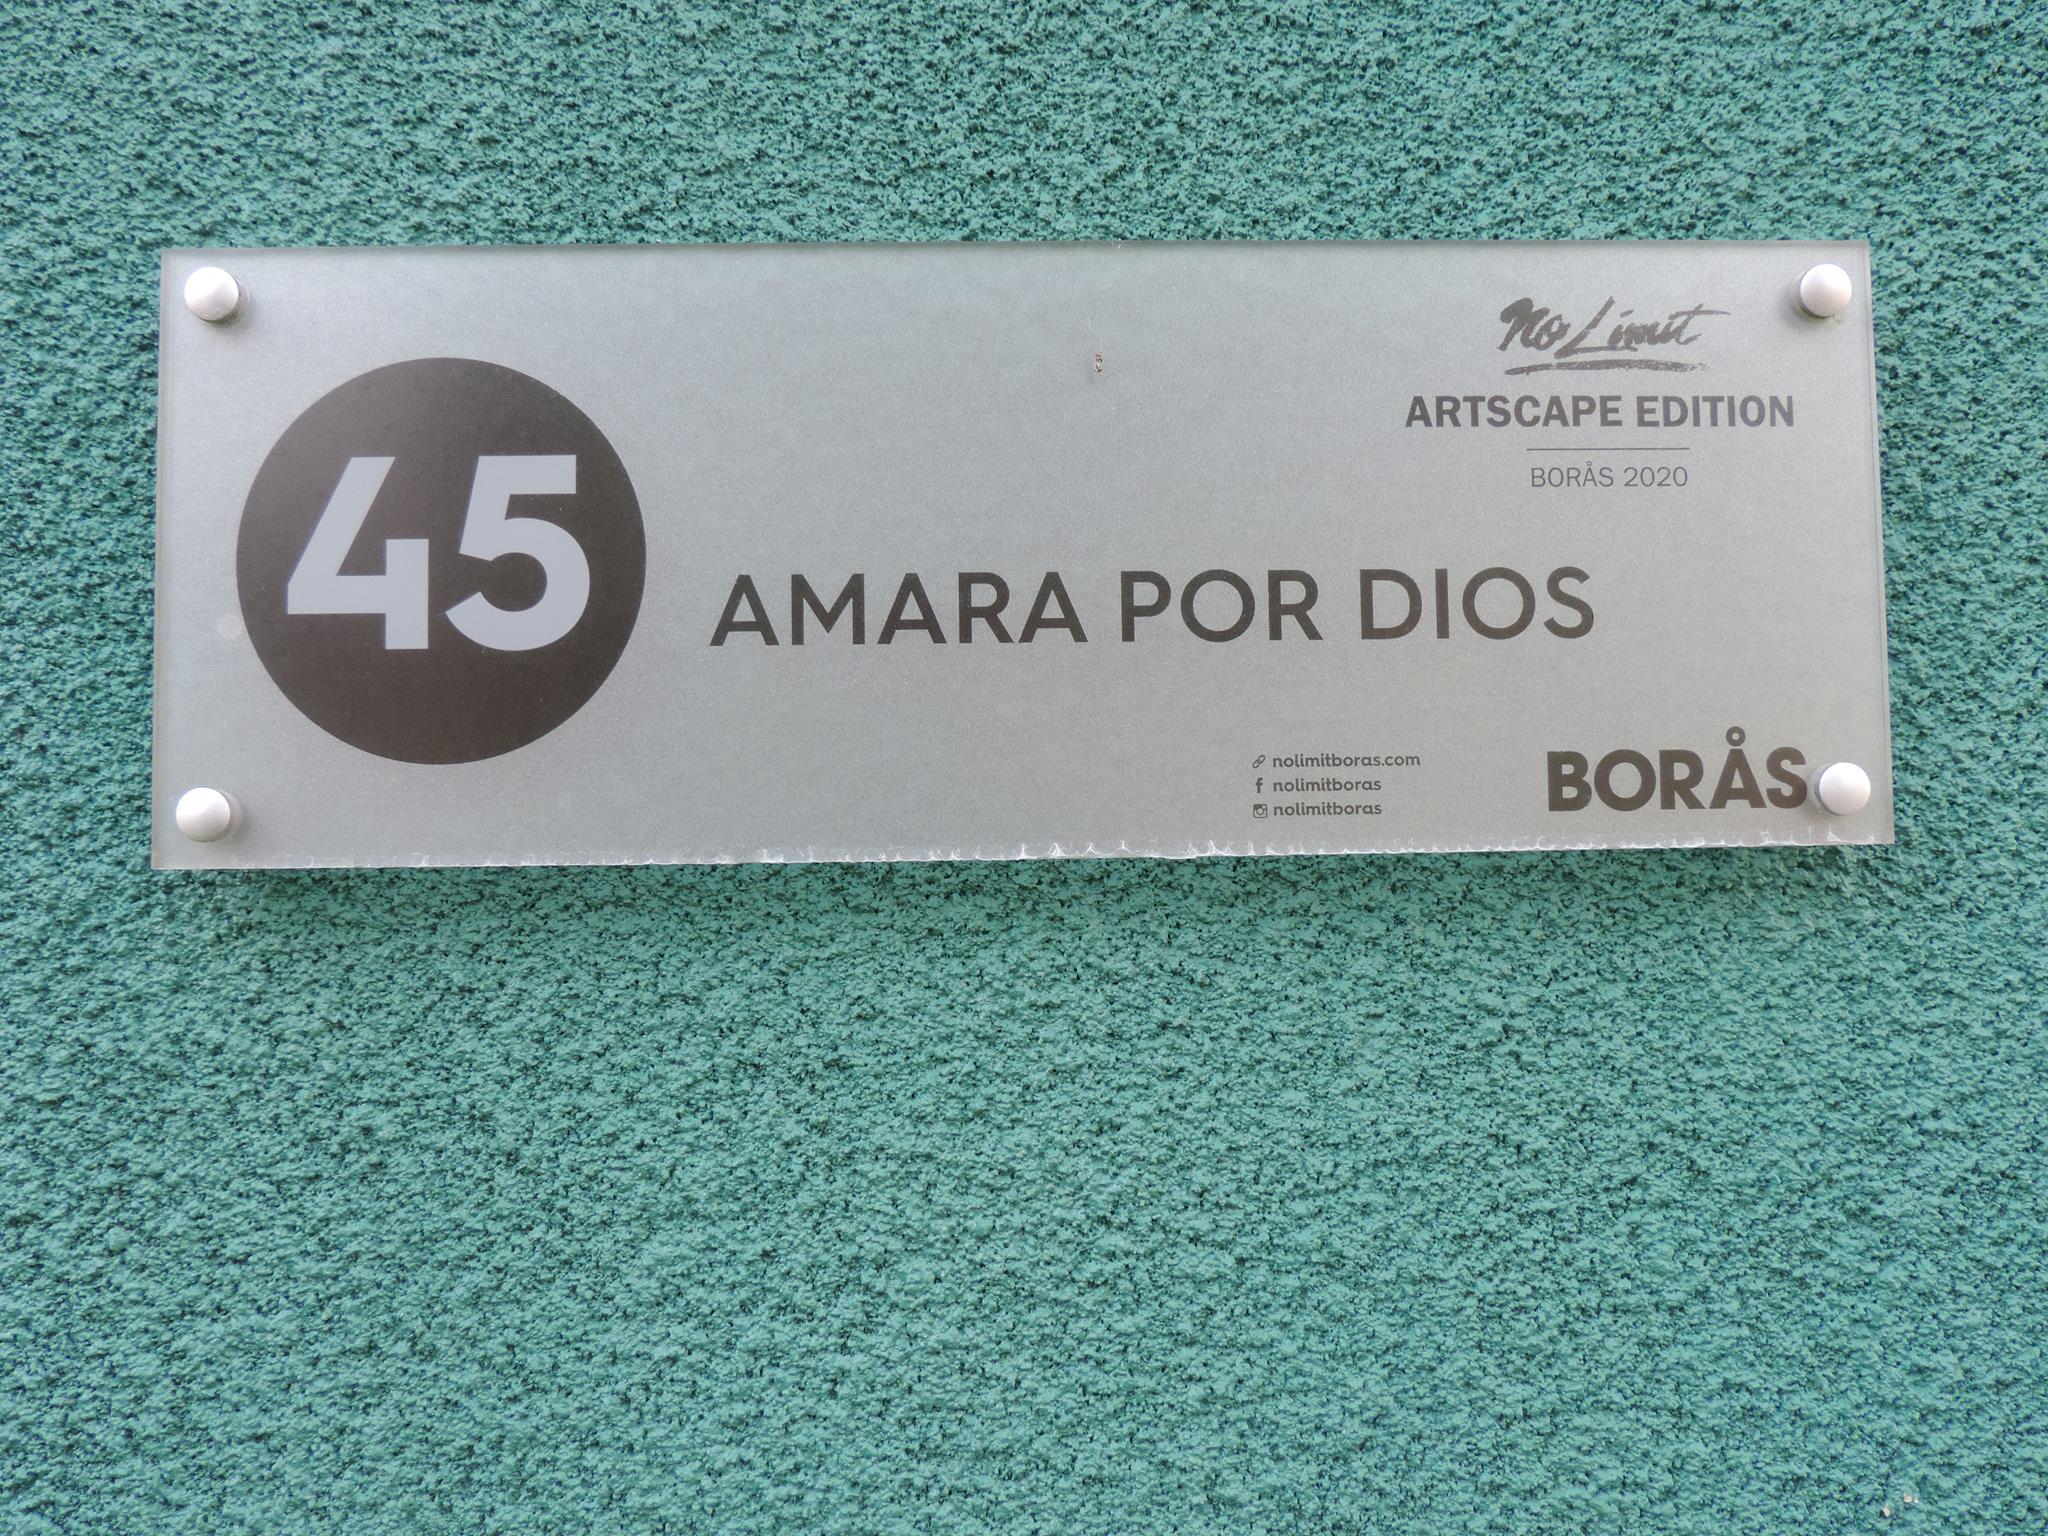 No Limit
ARTSCAPE EDITION
BORÅS 2020
45
AMARA POR DIOS
nolimitboras.com
nolimitboras
nolimitboras
BORÅS